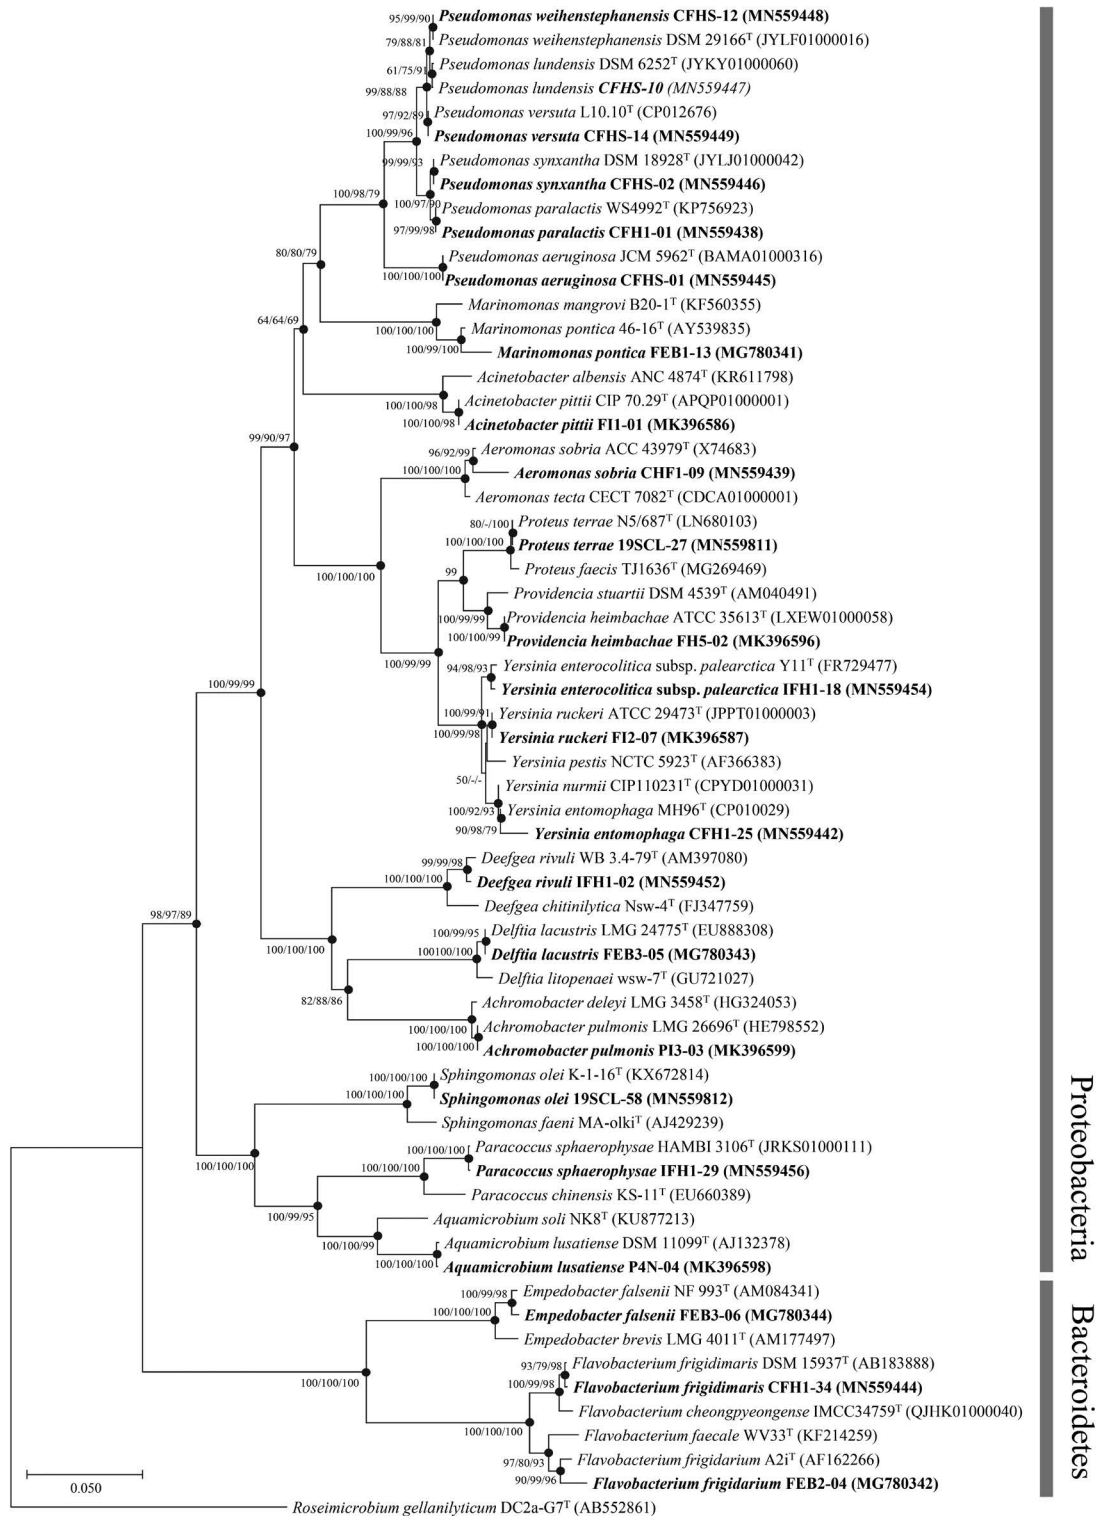 95/99/90
Pseudomonas weihenstephanensis CFHS-12 (MN559448)
79/88/81
Pseudomonas weihenstephanensis DSM 29166T (JYLF01000016)
Pseudomonas lundensis DSM 6252T (JYKY01000060)
61/75/91
Pseudomonas lundensis CFHS-10 (MN559447)
99/88/88
Pseudomonas versuta L10.10T (CP012676)
97/92/89
Pseudomonas versuta CFHS-14 (MN559449)
100/99/96
Pseudomonas synxantha DSM 18928T (JYLJ01000042)
99/99/93
Pseudomonas synxantha CFHS-02 (MN559446)
100/98/79
100/97/90
Pseudomonas paralactis WS4992T (KP756923)
97/99/98
Pseudomonas paralactis CFH1-01 (MN559438)
80/80/79
Pseudomonas aeruginosa JCM 5962T (BAMA01000316)
100/100/100
Pseudomonas aeruginosa CFHS-01 (MN559445)
Marinomonas mangrovi B20-1T (KF560355)
64/64/69
100/100/100
Marinomonas pontica 46-16T (AY539835)
100/99/100
Marinomonas pontica FEB1-13 (MG780341)
Acinetobacter albensis ANC 4874T (KR611798)
100/100/98
Acinetobacter pittii CIP 70.29T (APQP01000001)
100/100/98
Acinetobacter pittii FI1-01 (MK396586)
99/90/97
96/92/99
Aeromonas sobria ACC 43979T (X74683)
100/100/100
Aeromonas sobria CHF1-09 (MN559439)
Aeromonas tecta CECT 7082T (CDCA01000001)
80/-/100
Proteus terrae N5/687T (LN680103)
100/100/100
Proteus terrae 19SCL-27 (MN559811)
100/100/100
99
Proteus faecis TJ1636T (MG269469)
Providencia stuartii DSM 4539T (AM040491)
100/99/99
Providencia heimbachae ATCC 35613T (LXEW01000058)
100/100/99
Providencia heimbachae FH5-02 (MK396596)
100/99/99
94/98/93
Yersinia enterocolitica subsp. palearctica Y11T (FR729477)
Yersinia enterocolitica subsp. palearctica IFH1-18 (MN559454)
100/99/99
100/99/91
Yersinia ruckeri ATCC 29473T (JPPT01000003)
100/99/98
Yersinia ruckeri FI2-07 (MK396587)
Yersinia pestis NCTC 5923T (AF366383)
50/-/-
Yersinia nurmii CIP110231T (CPYD01000031)
100/92/93
Yersinia entomophaga MH96T (CP010029)
90/98/79
Yersinia entomophaga CFH1-25 (MN559442)
99/99/98
Deefgea rivuli WB 3.4-79T (AM397080)
100/100/100
Deefgea rivuli IFH1-02 (MN559452)
Deefgea chitinilytica Nsw-4T (FJ347759)
98/97/89
100/99/95
Delftia lacustris LMG 24775T (EU888308)
100/100/100
100100/100
Delftia lacustris FEB3-05 (MG780343)
Delftia litopenaei wsw-7T (GU721027)
82/88/86
Achromobacter deleyi LMG 3458T (HG324053)
100/100/100
Achromobacter pulmonis LMG 26696T (HE798552)
100/100/100
Achromobacter pulmonis PI3-03 (MK396599)
100/100/100
Sphingomonas olei K-1-16T (KX672814)
100/100/100
Sphingomonas olei 19SCL-58 (MN559812)
Sphingomonas faeni MA-olkiT (AJ429239)
100/100/100
100/100/100
Paracoccus sphaerophysae HAMBI 3106T (JRKS01000111)
100/100/100
Paracoccus sphaerophysae IFH1-29 (MN559456)
Paracoccus chinensis KS-11T (EU660389)
100/99/95
Aquamicrobium soli NK8T (KU877213)
100/100/99
Aquamicrobium lusatiense DSM 11099T (AJ132378)
100/100/100
Aquamicrobium lusatiense P4N-04 (MK396598)
Proteobacteria
100/99/98
Empedobacter falsenii NF 993T (AM084341)
100/100/100
Empedobacter falsenii FEB3-06 (MG780344)
Empedobacter brevis LMG 4011T (AM177497)
100/100/100
93/79/98
Flavobacterium frigidimaris DSM 15937T (AB183888)
100/99/98
Flavobacterium frigidimaris CFH1-34 (MN559444)
Flavobacterium cheongpyeongense IMCC34759T (QJHK01000040)
100/100/100
Flavobacterium faecale WV33T (KF214259)
97/80/93
Flavobacterium frigidarium A2iT (AF162266)
90/99/96
Flavobacterium frigidarium FEB2-04 (MG780342)
Bacteroidetes
0.050
Roseimicrobium gellanilyticum DC2a-G7T (AB552861)